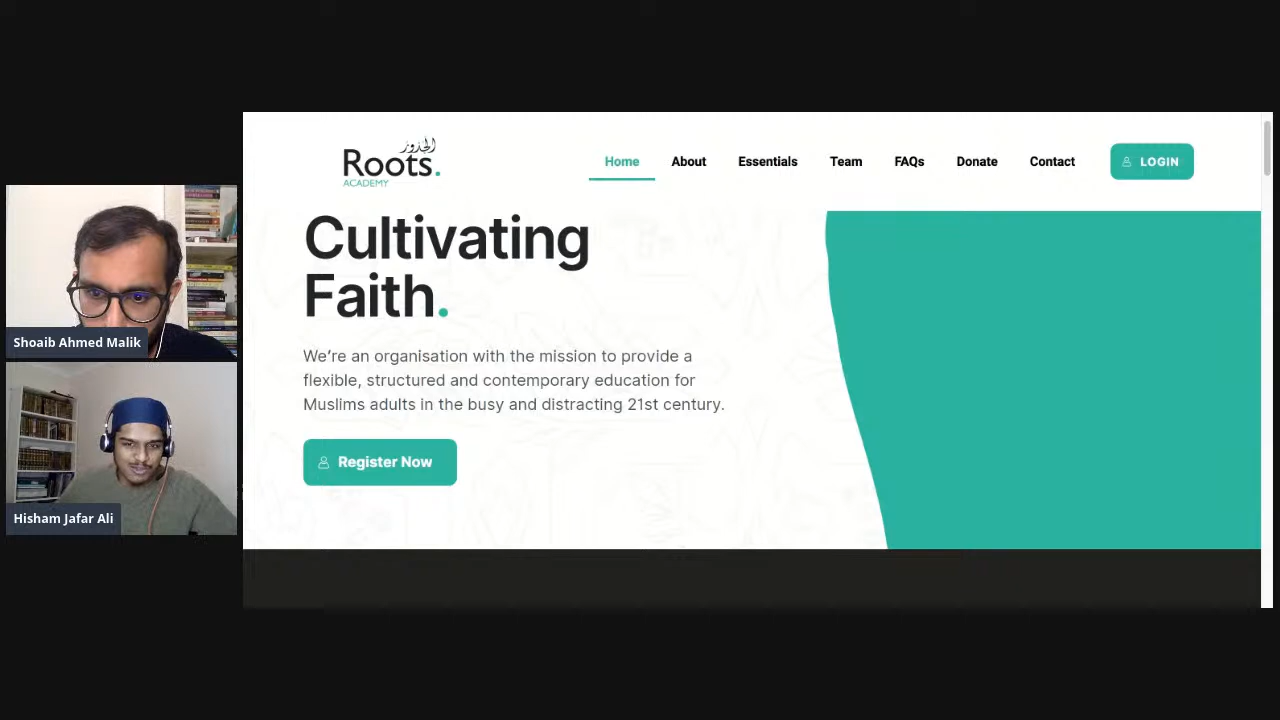 Shoaib Ahmed Malik
Hisham Jafar Ali
الجذور
Roots.
ACADEMY
Home
About
Essentials
Team
FAQs
Donate
Contact
LOGIN
Cultivating
Faith.
We're an organisation with the mission to provide a
flexible, structured and contemporary education for
Muslims adults in the busy and distracting 21st century.
Register Now